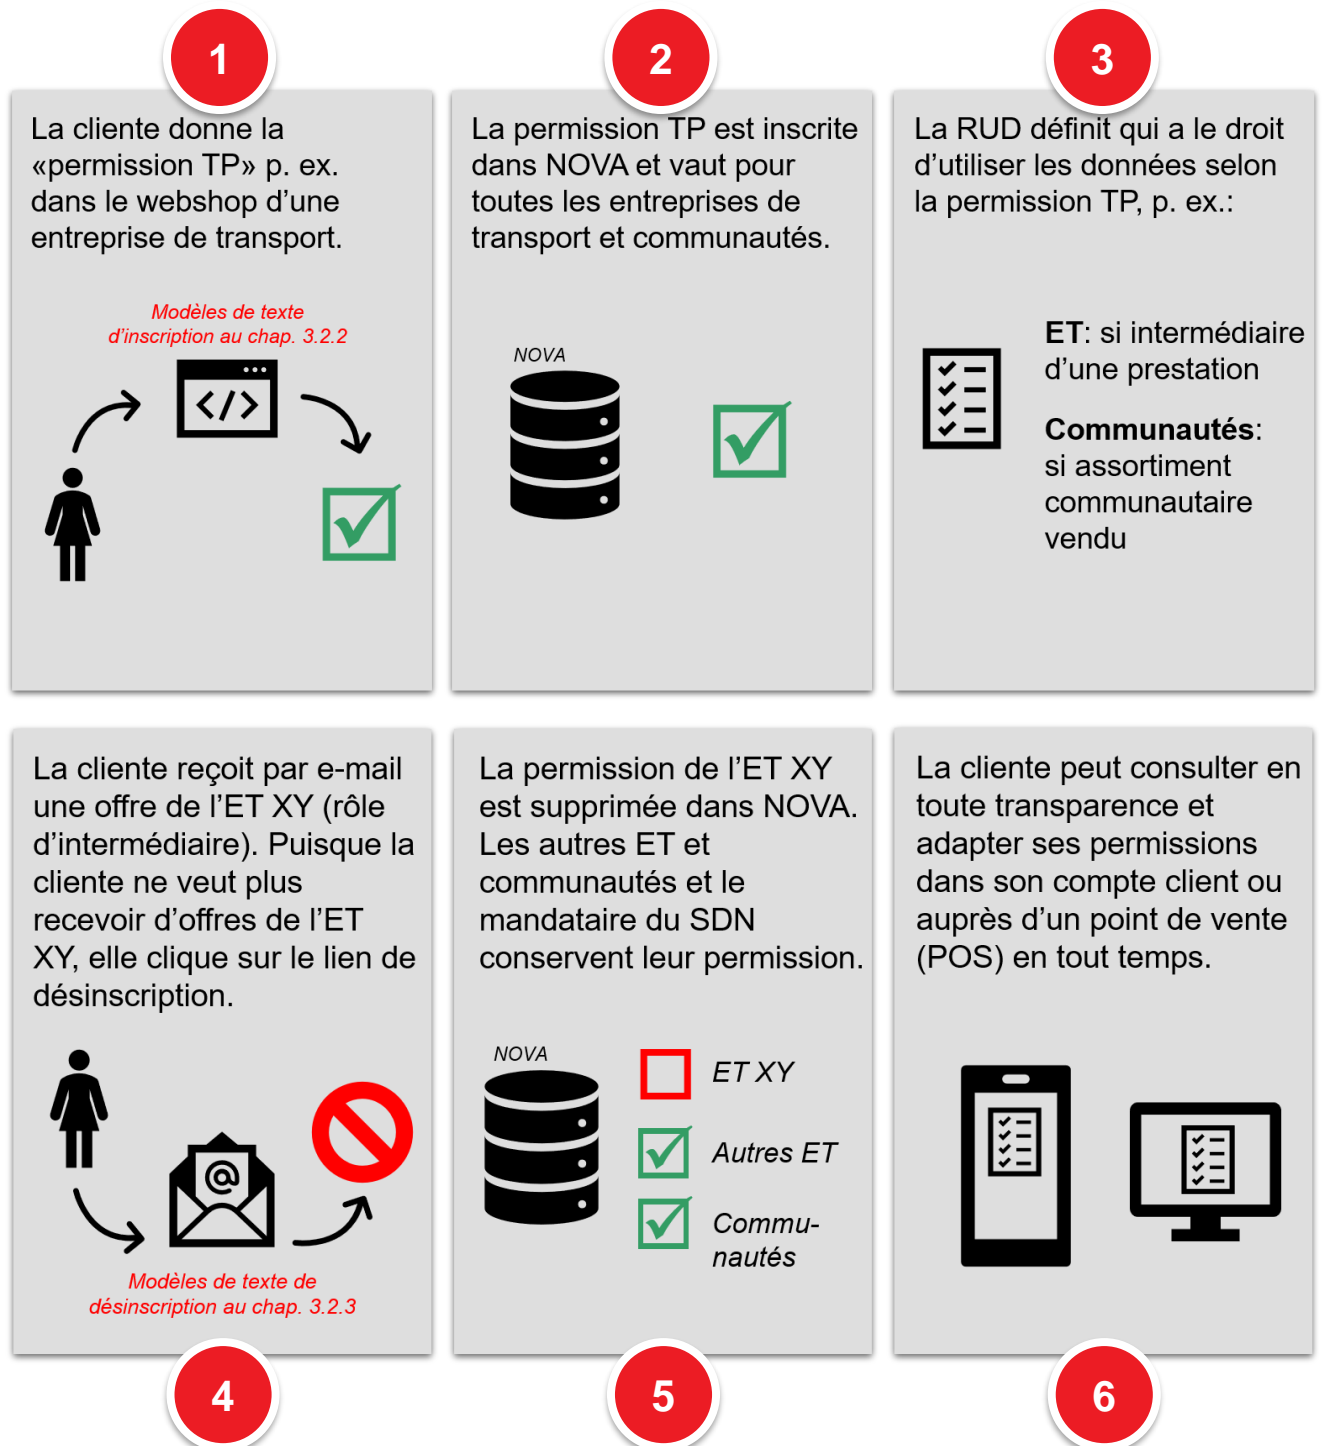 1
La cliente donne la
«permission TP» p. ex.
dans le webshop d’une
entreprise de transport.
Modèles de texte
d’inscription au chap. 3.2.2
2
La permission TP est inscrite
dans NOVA et vaut pour
toutes les entreprises de
transport et communautés.
NOVA
3
La RUD définit qui a le droit
d’utiliser les données selon
la permission TP, p. ex.:
ET: si intermédiaire
d’une prestation
Communautés:
si assortiment
communautaire
vendu
La cliente reçoit par e-mail
une offre de l’ET XY (rôle
d’intermédiaire). Puisque la
cliente ne veut plus
recevoir d’offres de l’ET
XY, elle clique sur le lien de
désinscription.
@
Modèles de texte de
désinscription au chap. 3.2.3
4
La permission de l’ET XY
est supprimée dans NOVA.
Les autres ET et
communautés et le
mandataire du SDN
conservent leur permission.
NOVA
ET XY
Autres ET
Commu-
nautés
5
La cliente peut consulter en
toute transparence et
adapter ses permissions
dans son compte client ou
auprès d’un point de vente
(POS) en tout temps.
6